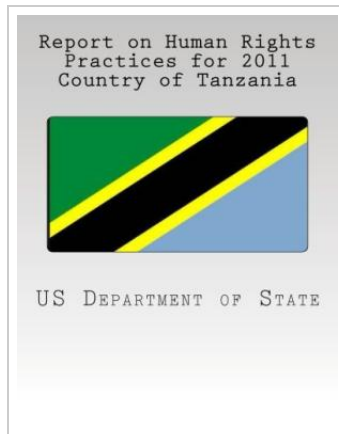 Report on Human Rights
Practices for 2011
Country of Tanzania
US Department of State